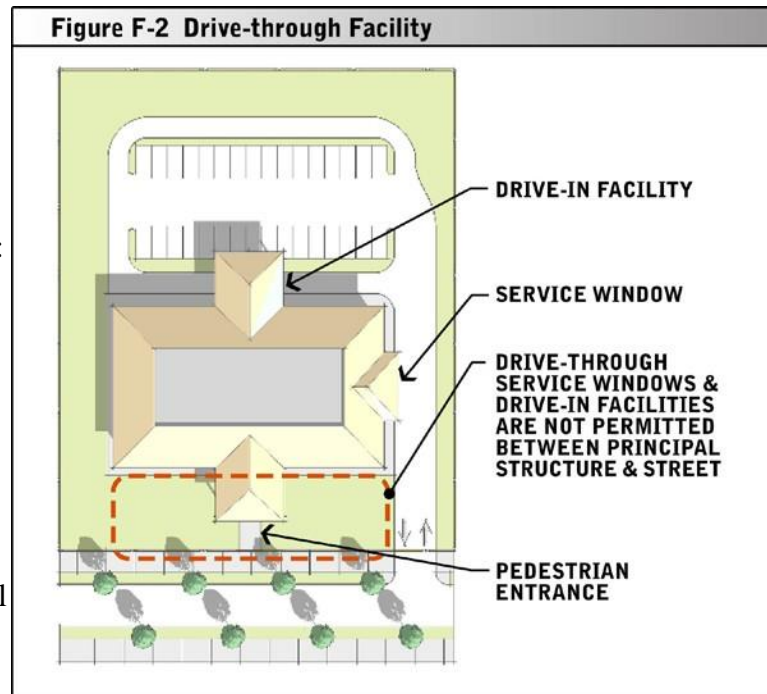 Figure F-2 Drive-through Facility
DRIVE-IN FACILITY
:
SERVICE WINDOW
DRIVE-THROUGH
SERVICE WINDOWS &
DRIVE-IN FACILITIES
ARE NOT PERMITTED
BETWEEN PRINCIPAL
STRUCTURE & STREET
PEDESTRIAN
ENTRANCE
l